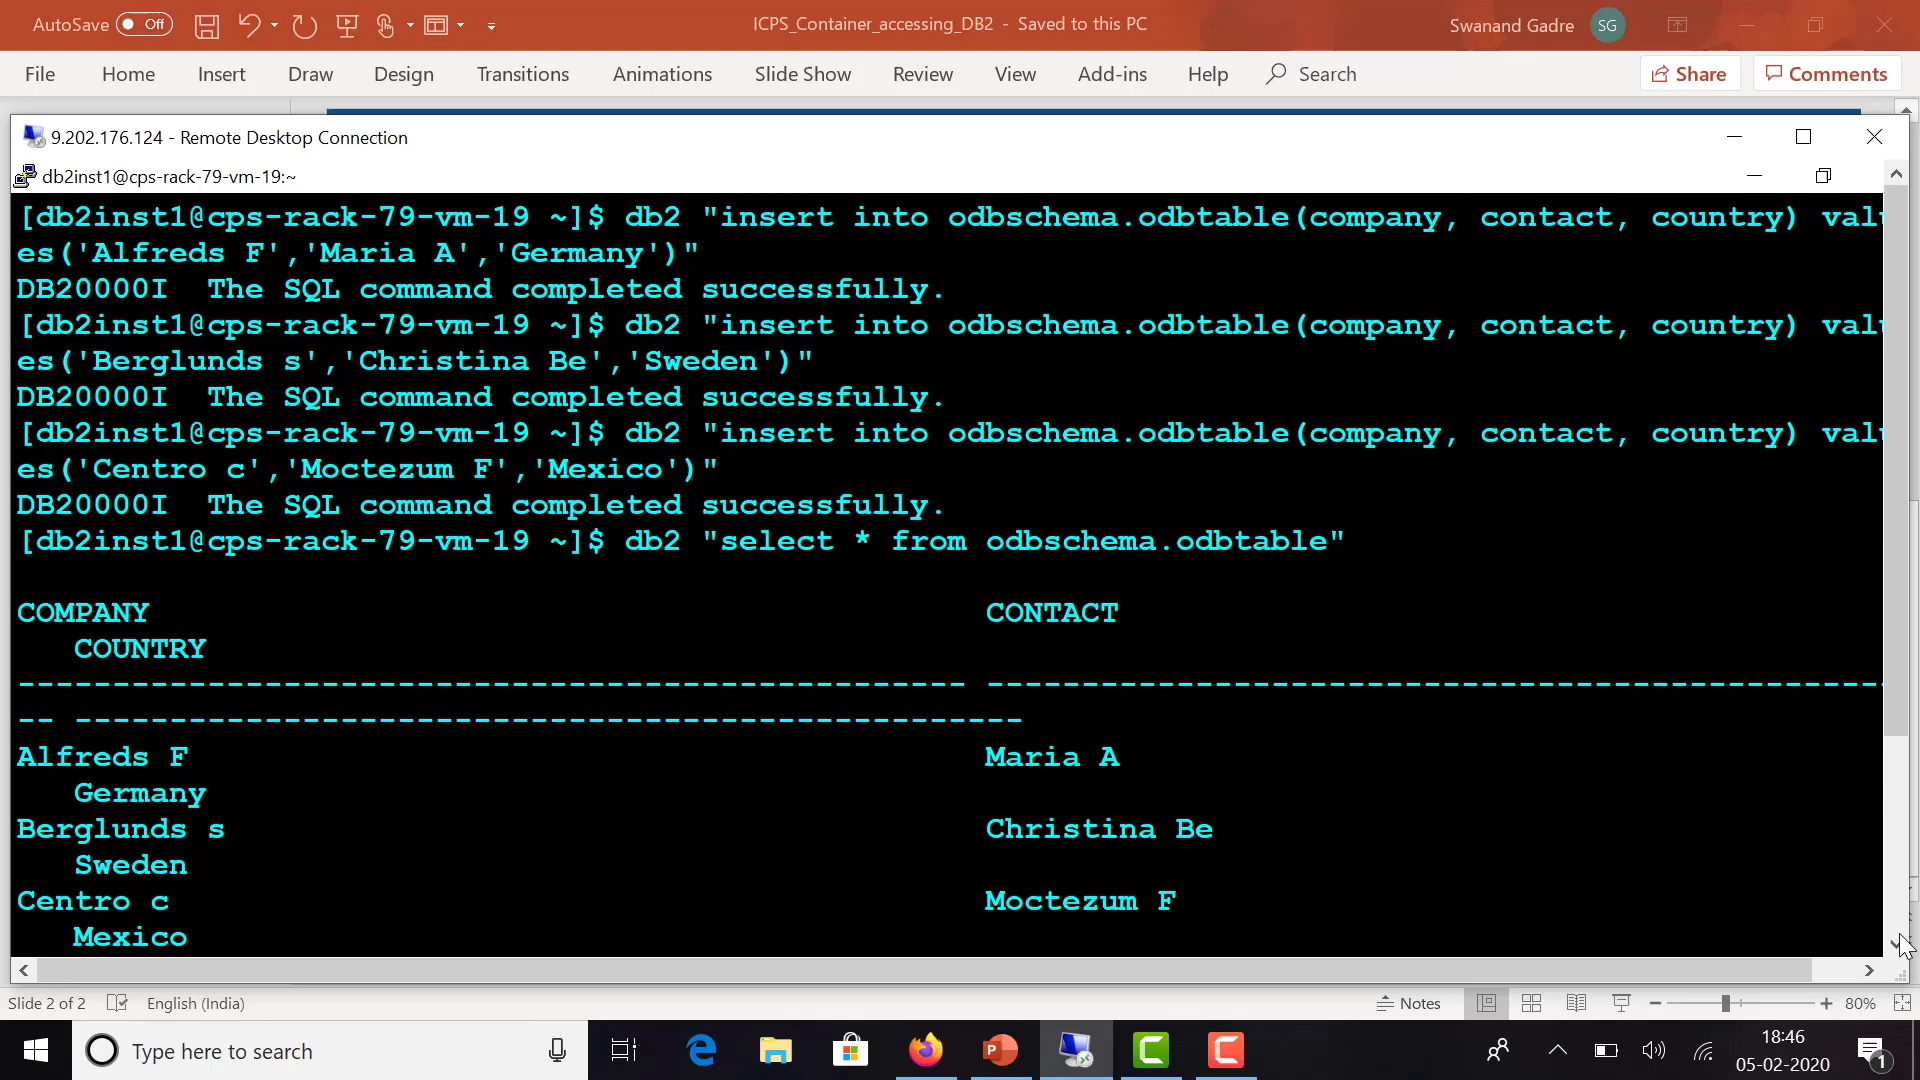 AutoSave Off
ICPS_Container_accessing_DB2 - Saved to this PC
Swanand Gadre SG
File Home Insert Draw Design Transitions Animations Slide Show Review View Add-ins Help Search Share Comments
9.202.176.124 - Remote Desktop Connection
db2inst1@cps-rack-79-vm-19:~
[db2inst1@cps-rack-79-vm-19 ~]$ db2 "insert into odbschema.odbtable(company, contact, country) valu
es('Alfreds F','Maria A','Germany')"
DB20000I  The SQL command completed successfully.
[db2inst1@cps-rack-79-vm-19 ~]$ db2 "insert into odbschema.odbtable(company, contact, country) valu
es('Berglunds s','Christina Be','Sweden')"
DB20000I  The SQL command completed successfully.
[db2inst1@cps-rack-79-vm-19 ~]$ db2 "insert into odbschema.odbtable(company, contact, country) valu
es('Centro c','Moctezum F','Mexico')"
DB20000I  The SQL command completed successfully.
[db2inst1@cps-rack-79-vm-19 ~]$ db2 "select * from odbschema.odbtable"
COMPANY CONTACT
COUNTRY
-------------------------------------------------- ------------------------------------------------
-- --------------------------------------------------
Alfreds F Maria A
Germany
Berglunds s Christina Be
Sweden
Centro c Moctezum F
Mexico
Slide 2 of 2 English (India) Notes 80%
Type here to search
18:46
05-02-2020
1